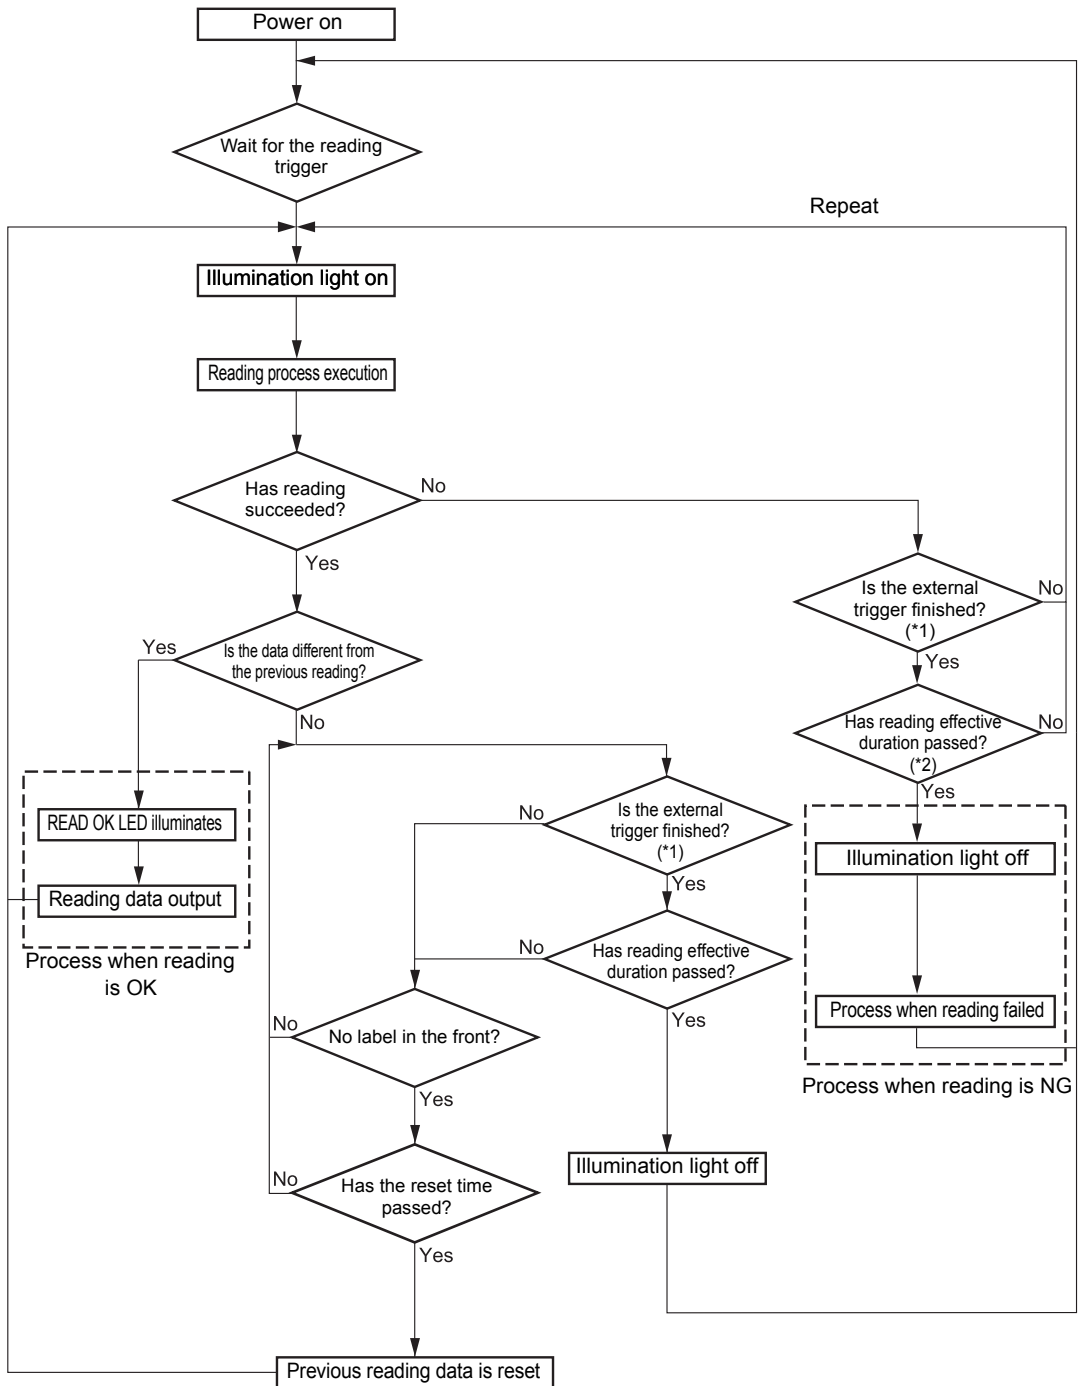 Power on
Wait for the reading
trigger
Repeat
Illumination light on
Reading process execution
Has reading
succeeded?
No
Yes
Is the external
trigger finished?
(*1)
No
Yes
Is the data different from
the previous reading?
Yes
No
Has reading effective
duration passed?
(*2)
No
Yes
READ OK LED illuminates
Reading data output
Process when reading
is OK
Is the external
trigger finished?
(*1)
No
Yes
Illumination light off
Has reading effective
duration passed?
No
Yes
Process when reading failed
Process when reading is NG
No label in the front?
No
Yes
Illumination light off
Has the reset time
passed?
No
Yes
Previous reading data is reset